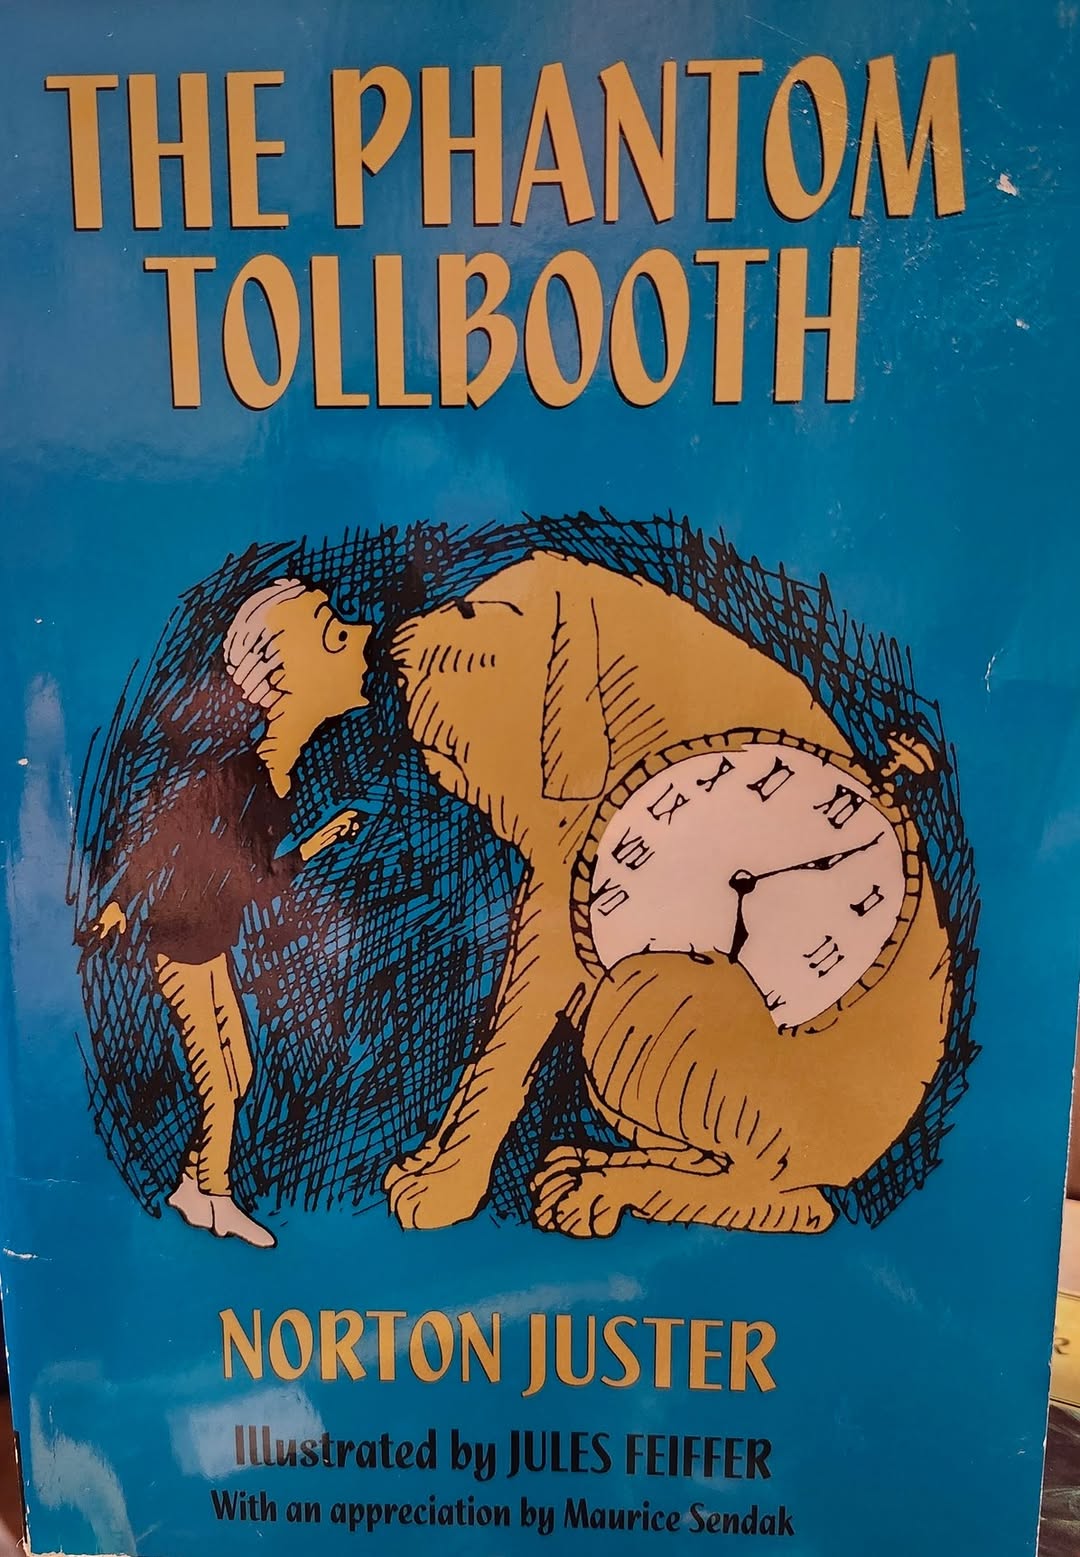 THE PHANTOM
TOLLBOOTH
NORTON JUSTER
Illustrated by JULES FEIFFER
With an appreciation by Maurice Sendak